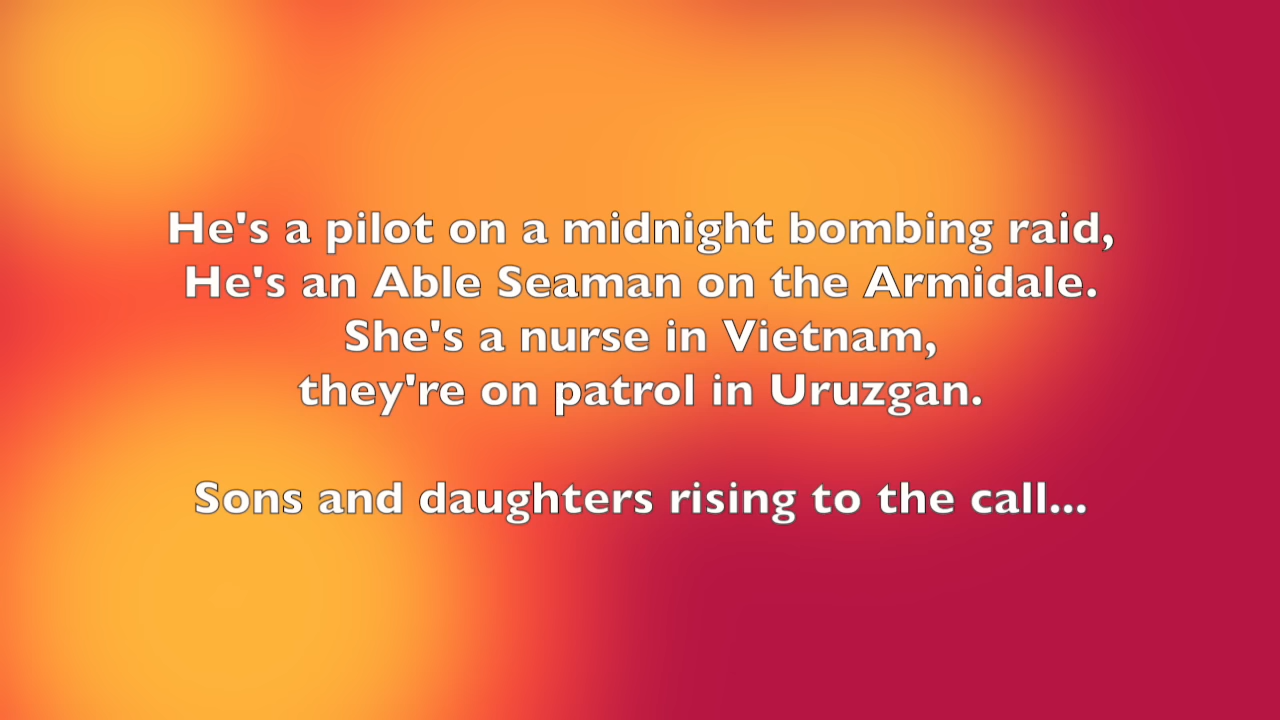 He's a pilot on a midnight bombing raid,
He's an Able Seaman on the Armidale.
She's a nurse in Vietnam,
they're on patrol in Uruzgan.
Sons and daughters rising to the call...